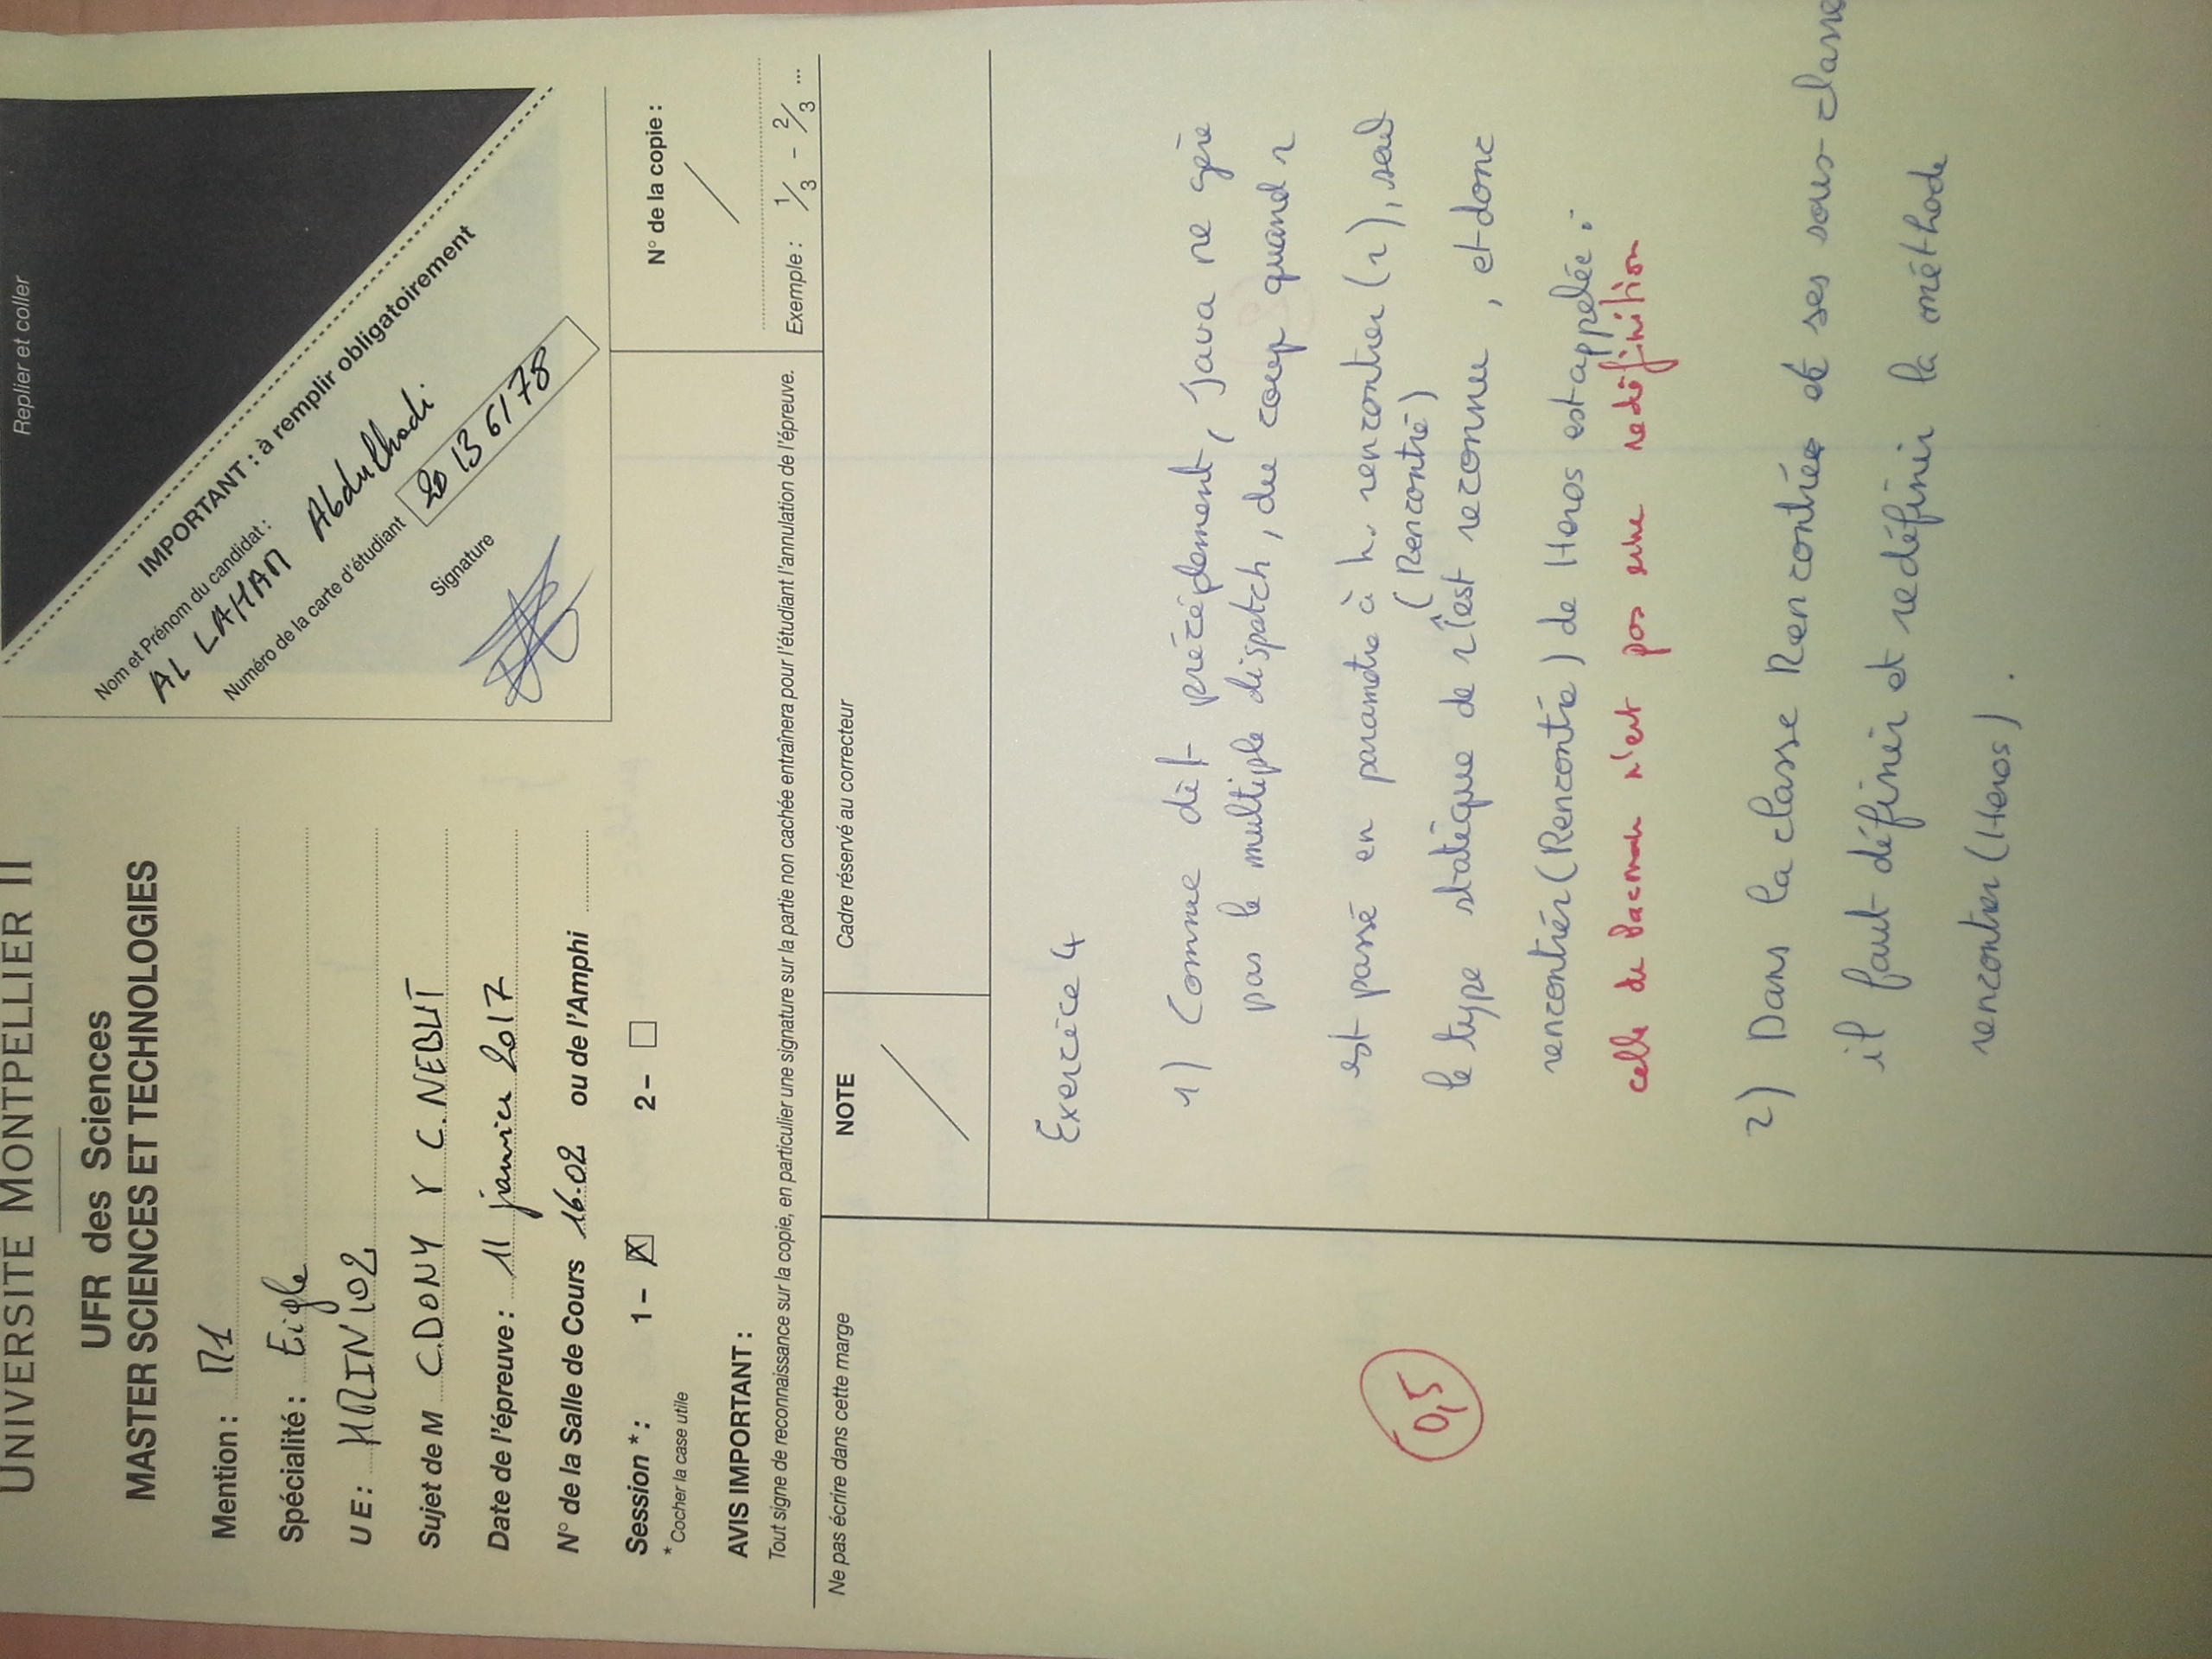 UNIVERSITÉ MONTPELLIER II
UFR des Sciences
MASTER SCIENCES ET TECHNOLOGIES
Mention : M1
Spécialité : Eigle
UE : HMIN102
Sujet de M C.DONY Y C.NEBUT
Date de l'épreuve : 11 janvier 2017
N° de la Salle de Cours 16.02 ou de l'Amphi
Session * : 1 - X 2 -
* Cocher la case utile
Replier et coller
IMPORTANT : à remplir obligatoirement
Nom et Prénom du candidat :
AL LAHAM Abdulhadi
Numéro de la carte d'étudiant 20136178
Signature
N° de la copie :
Exemple : 1/3 - 2/3 ...
AVIS IMPORTANT :
Tout signe de reconnaissance sur la copie, en particulier une signature sur la partie non cachée entraînera pour l'étudiant l'annulation de l'épreuve.
Ne pas écrire dans cette marge
NOTE
Cadre réservé au correcteur
Exercice 4
1) Comme dit précédement, Java ne gère
pas le multiple dispatch, du coup quand r
est passé en parametre à h.rencontrer(r), seul
(Rencontré)
le type statique de r est reconnu, et donc
rencontrer(Rencontré) de Heros est appelée :
celle de Pacman n'est pas une redéfinition
0,5
2) Dans la classe Rencontrée et ses sous-classe
il faut définir et redéfinir la méthode
rencontrer(Heros).